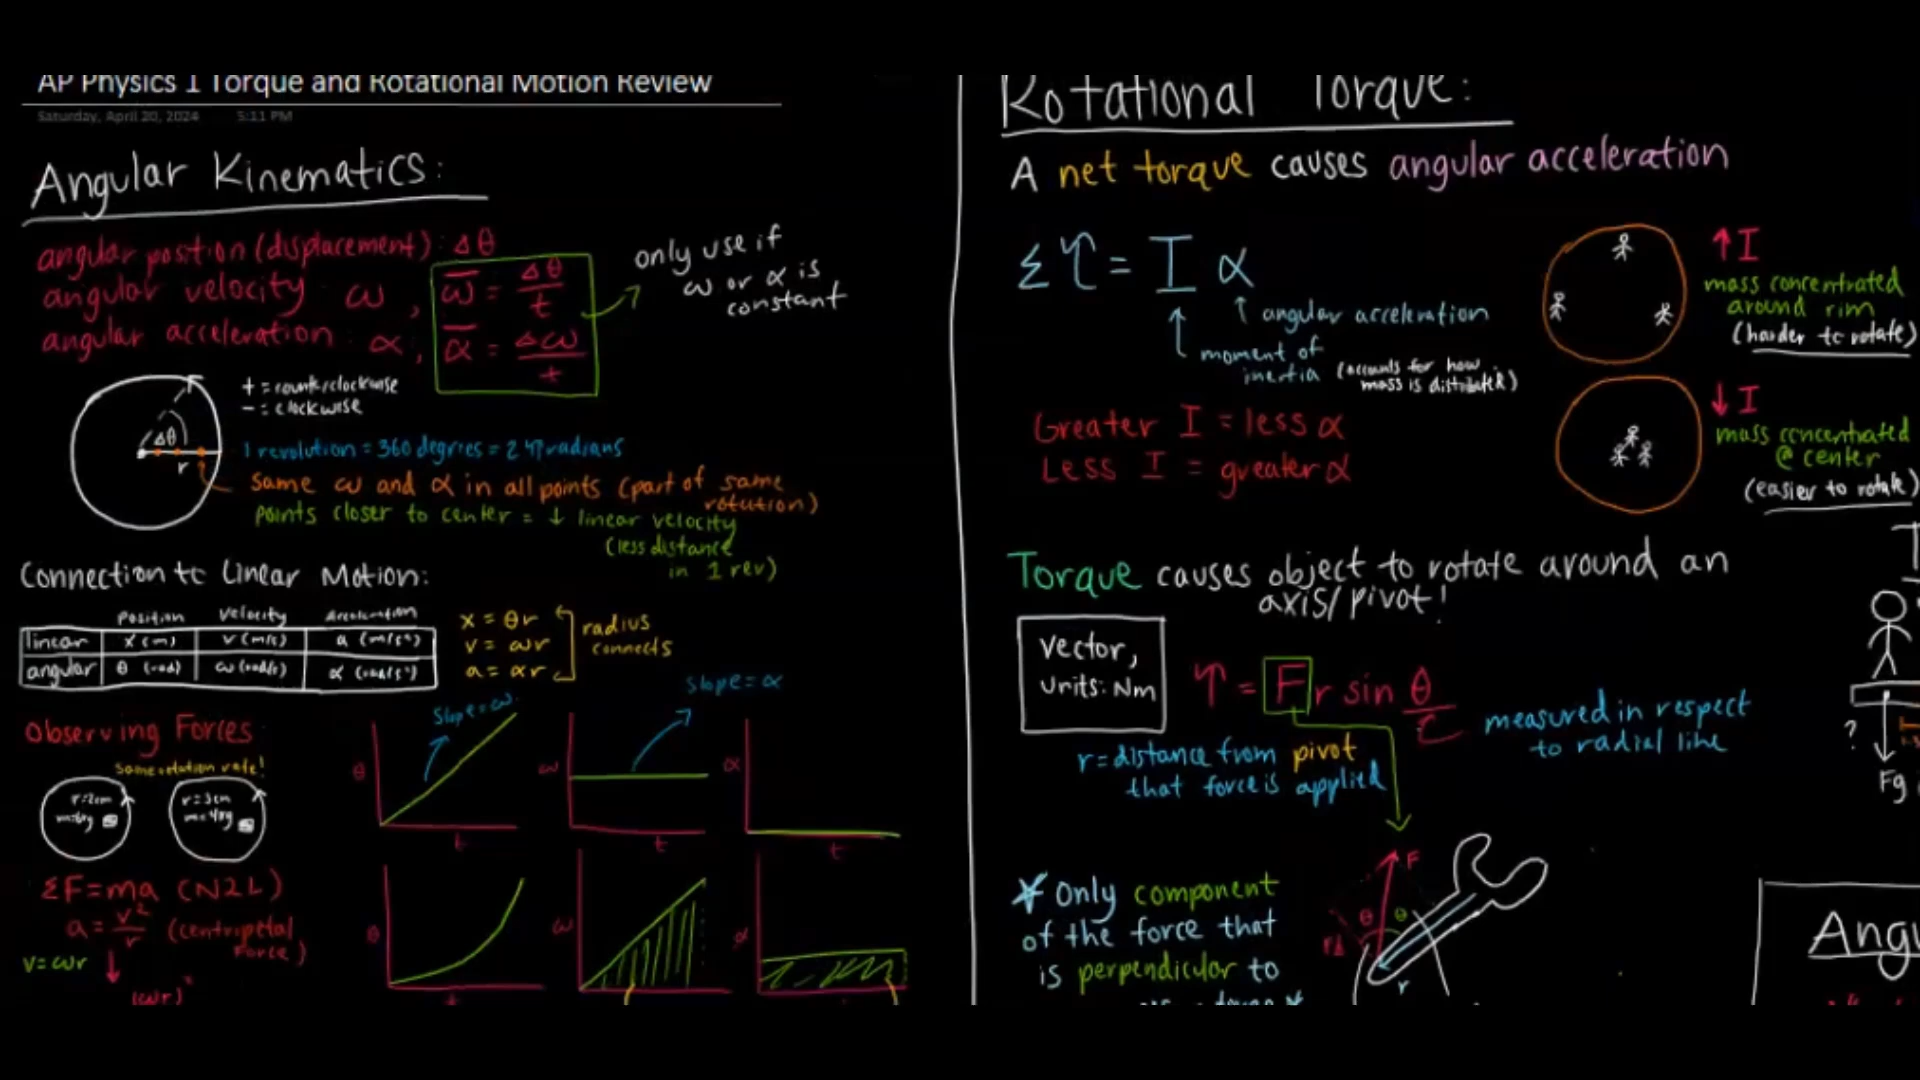 AP Physics 1 Torque and Rotational Motion Review
Saturday, April 20, 2024 5:11 PM
Angular Kinematics:
angular position (displacement): Δθ
angular velocity: ω,
angular acceleration: α,
ω = Δθ
t
α = Δω
t
only use if
ω or α is
constant
+ = counterclockwise
- = clockwise
Δθ
r
1 revolution = 360 degrees = 2π radians
same ω and α in all points (part of same
rotation)
points closer to center = ↓ linear velocity
(less distance
in 1 rev)
Connection to Linear Motion:
Position Velocity Acceleration
linear x (m) v (m/s) a (m/s²)
angular θ (rad) ω (rad/s) α (rad/s²)
x = θr
v = ωr
a = αr
radius
connects
Observing Forces
same rotation rate!
r=2cm
r=3cm
ΣF=ma (N2L)
a = v²
r
(centripetal
force)
v=ωr
(ωr)²
slope=ω
slope=α
θ
t
ω
t
α
t
θ
t
ω
α
Rotational Torque:
A net torque causes angular acceleration
Στ = I α
↑ angular acceleration
moment of
inertia (accounts for how
mass is distributed)
Greater I = less α
Less I = greater α
↑I
mass concentrated
around rim
(harder to rotate)
↓I
mass concentrated
@ center
(easier to rotate)
Torque causes object to rotate around an
axis/pivot!
vector,
units: Nm
τ = Fr sin θ
measured in respect
to radial line
r = distance from pivot
that force is applied
Only component
of the force that
is perpendicular to
F
θ
θ
r
?
Fg
Angu